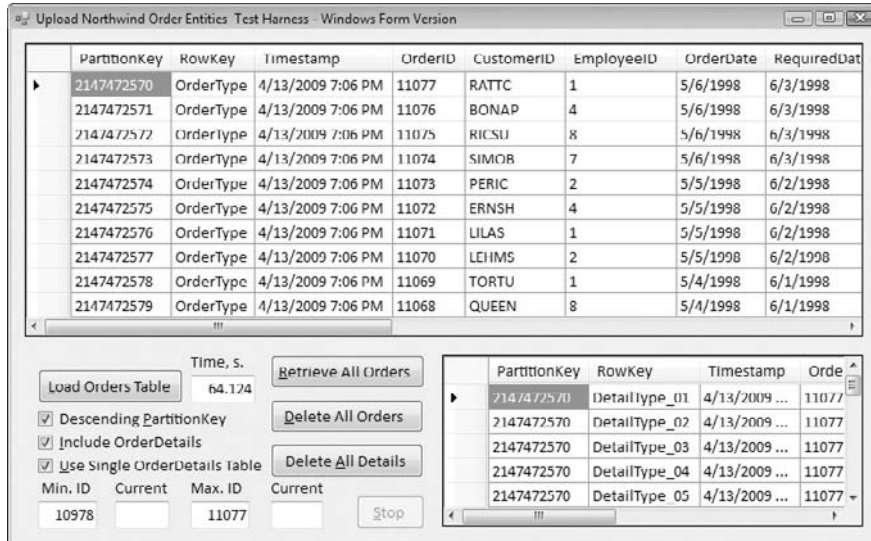 Upload Northwind Order Entities Test Harness - Windows Form Version
PartitionKey RowKey Timestamp OrderID CustomerID EmployeeID OrderDate RequiredDat
2147472570 OrderType 4/13/2009 7:06 PM 11077 RATTC 1 5/6/1998 6/3/1998
2147472571 OrderType 4/13/2009 7:06 PM 11076 BONAP 4 5/6/1998 6/3/1998
2147472572 OrderType 4/13/2009 7:06 PM 11075 RICSU 8 5/6/1998 6/3/1998
2147472573 OrderType 4/13/2009 7:06 PM 11074 SIMOB 7 5/6/1998 6/3/1998
2147472574 OrderType 4/13/2009 7:06 PM 11073 PERIC 2 5/5/1998 6/2/1998
2147472575 OrderType 4/13/2009 7:06 PM 11072 ERNSH 4 5/5/1998 6/2/1998
2147472576 OrderType 4/13/2009 7:06 PM 11071 LILAS 1 5/5/1998 6/2/1998
2147472577 OrderType 4/13/2009 7:06 PM 11070 LEHMS 2 5/5/1998 6/2/1998
2147472578 OrderType 4/13/2009 7:06 PM 11069 TORTU 1 5/4/1998 6/1/1998
2147472579 OrderType 4/13/2009 7:06 PM 11068 QUEEN 8 5/4/1998 6/1/1998
Time, s.
Load Orders Table 64.124 Retrieve All Orders
Descending PartitionKey
Delete All Orders
Include OrderDetails
Use Single OrderDetails Table
Delete All Details
Min. ID Current Max. ID Current
10978 11077 Stop
PartitionKey RowKey Timestamp Orde
2147472570 DetailType_01 4/13/2009 ... 11077
2147472570 DetailType_02 4/13/2009 ... 11077
2147472570 DetailType_03 4/13/2009 ... 11077
2147472570 DetailType_04 4/13/2009 ... 11077
2147472570 DetailType_05 4/13/2009 ... 11077